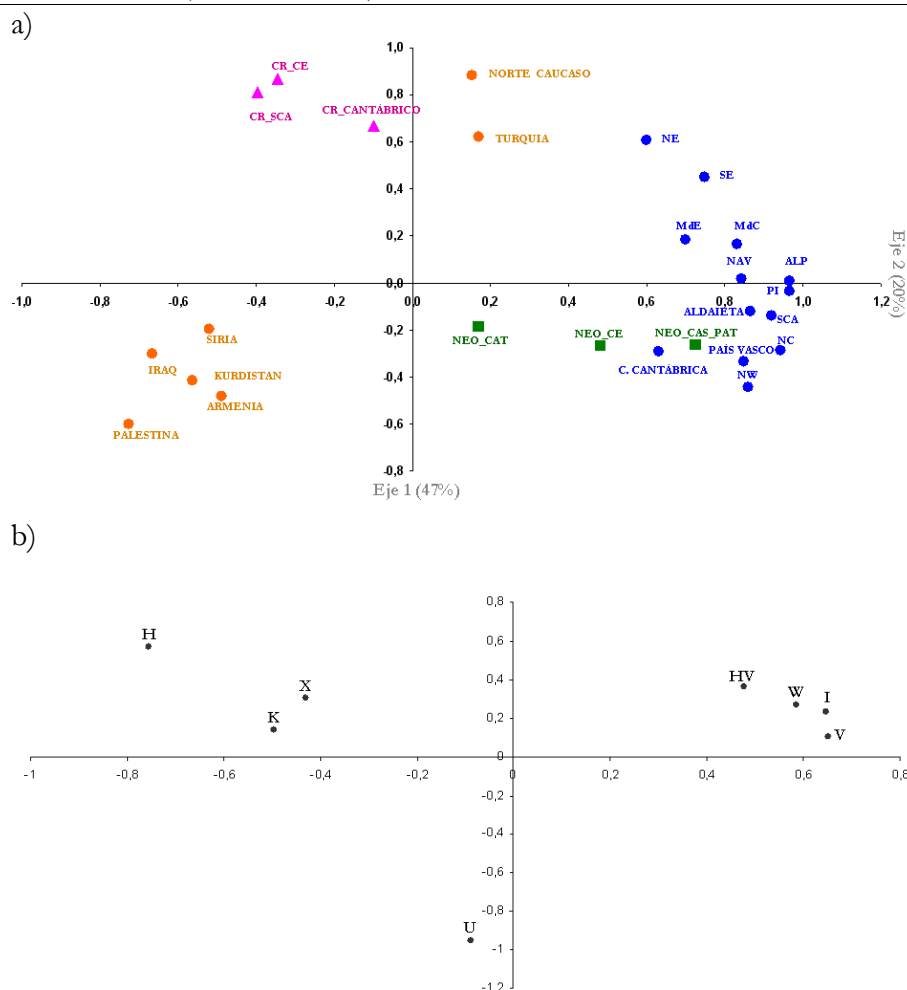 a)
1,0
CR_CE
NORTE CAUCASO
0,8
CR_SCA
CR_CANTÁBRICO
TURQUIA
NE
0,6
SE
0,4
MdE
MdC
0,2
NAV
ALP
0,0
-1,0 -0,8 -0,6 -0,4 -0,2 0,0 0,2 0,4 0,6 0,8 1,0 1,2
Eje 2 (20%)
PI
ALDAIETA
SCA
-0,2
SIRIA
NEO_CAT
NEO_CE
NEO_CAS_PAT
NC
PAÍS VASCO
IRAQ
KURDISTAN
C. CANTÁBRICA
NW
-0,4
ARMENIA
PALESTINA
-0,6
-0,8
Eje 1 (47%)
b)
0,8
H
0,6
X
HV
0,4
W
I
K
0,2
V
0
-1 -0,8 -0,6 -0,4 -0,2 0 0,2 0,4 0,6 0,8
-0,2
-0,4
-0,6
-0,8
U
-1
-1,2